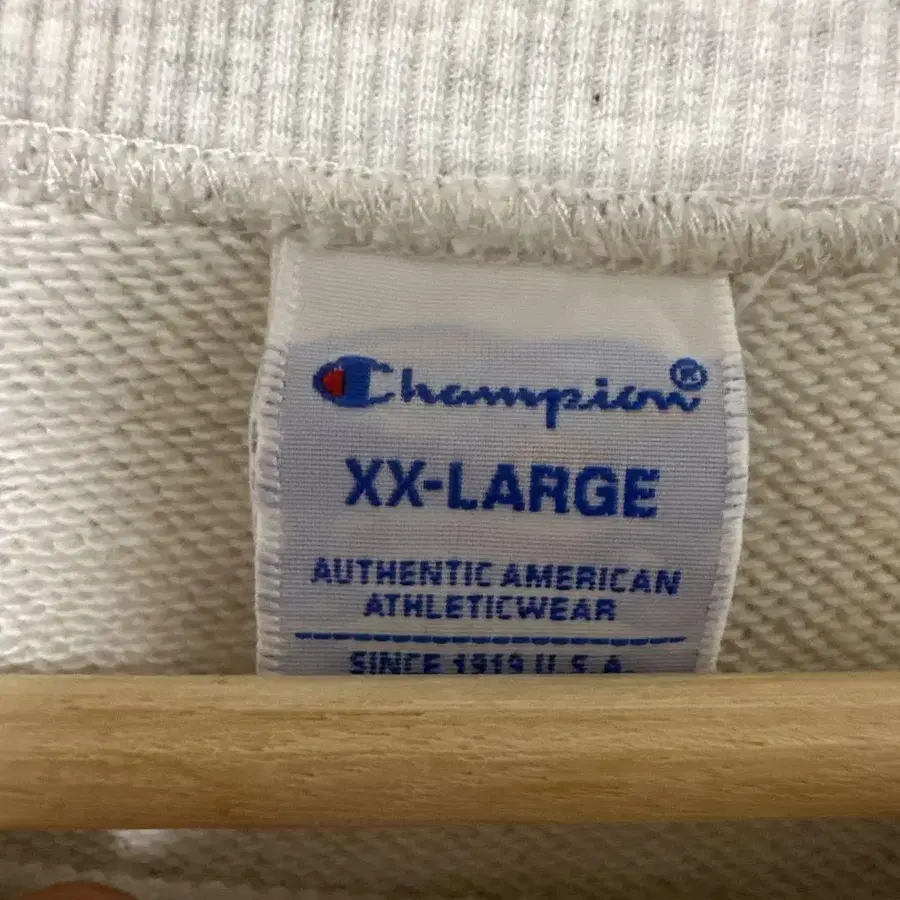 Champion®
XX-LARGE
AUTHENTIC AMERICAN
ATHLETICWEAR
SINCE 1919 U.S.A.